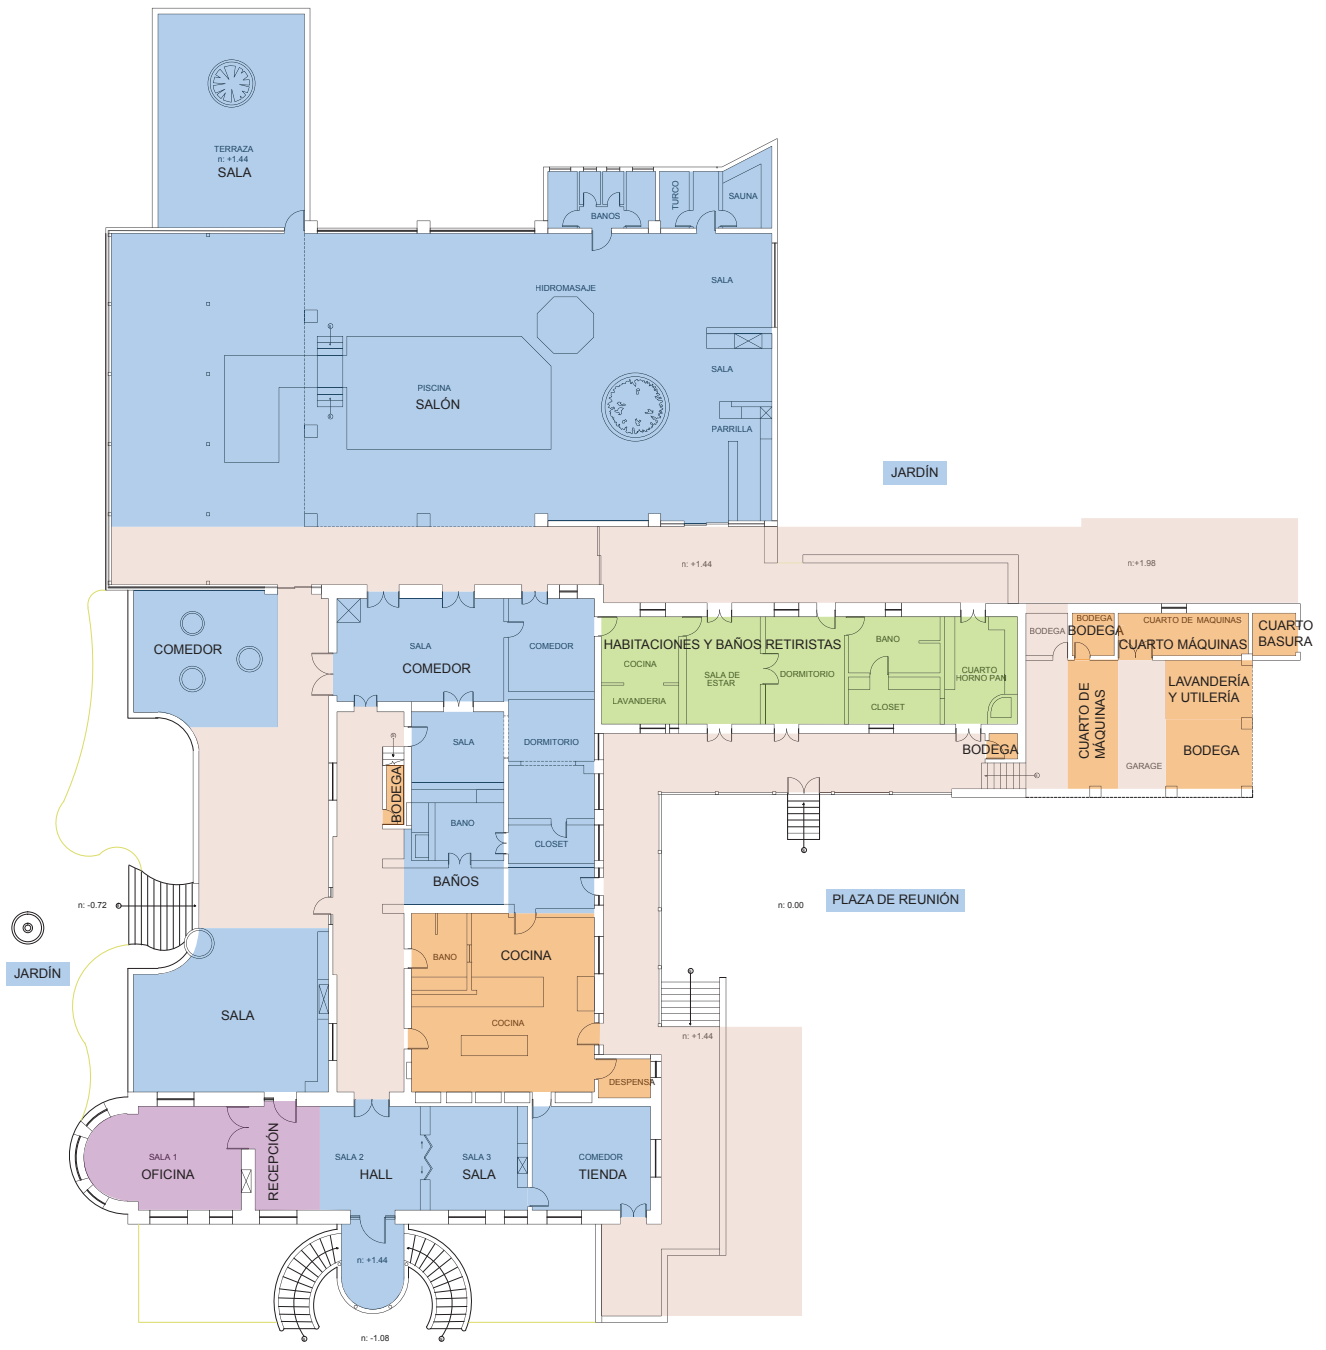 TERRAZA
n: +1.44
SALA
TURCO
SAUNA
BANOS
HIDROMASAJE
SALA
SALA
PISCINA
SALÓN
PARRILLA
JARDÍN
n: +1.44
n:+1.98
COMEDOR
SALA
COMEDOR
COMEDOR
HABITACIONES Y BAÑOS RETIRISTAS
COCINA
LAVANDERIA
SALA DE
ESTAR
DORMITORIO
BANO
CLOSET
CUARTO
HORNO PAN
BODEGA
BODEGA
BODEGA
CUARTO DE MAQUINAS
CUARTO MÁQUINAS
CUARTO
BASURA
LAVANDERÍA
Y UTILERÍA
CUARTO DE
MÁQUINAS
BODEGA
BODEGA
GARAGE
SALA
DORMITORIO
BODEGA
BANO
CLOSET
BAÑOS
n: -0.72
n: 0.00
PLAZA DE REUNIÓN
JARDÍN
BANO
COCINA
SALA
COCINA
n: +1.44
DESPENSA
SALA 1
OFICINA
RECEPCIÓN
SALA 2
HALL
SALA 3
SALA
COMEDOR
TIENDA
n: +1.44
n: -1.08